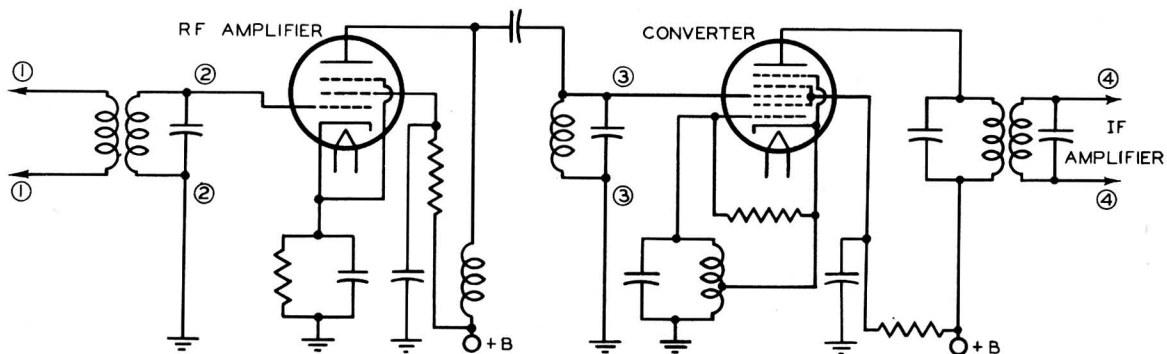 RF AMPLIFIER
CONVERTER
① ② ③ ④
IF
AMPLIFIER
① ② ③ ④
+B +B